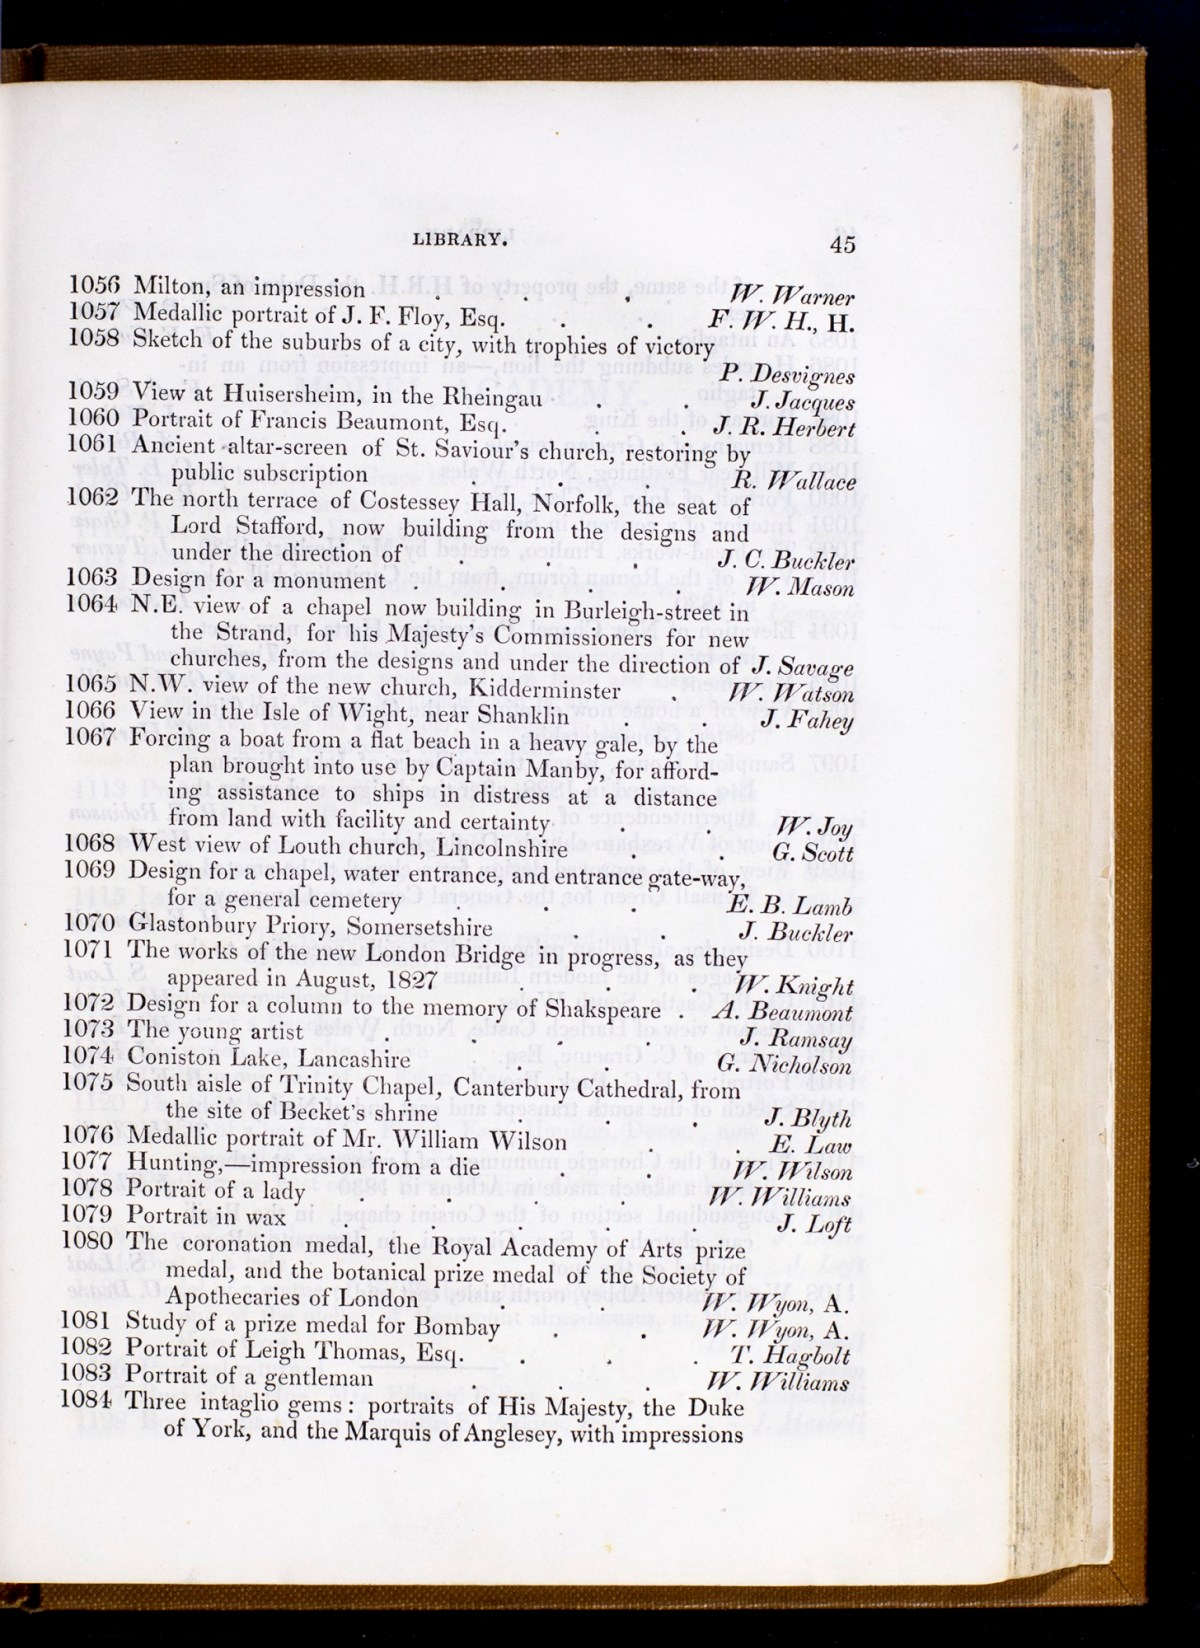 LIBRARY. 45
1056 Milton, an impression . . . W. Warner
1057 Medallic portrait of J. F. Floy, Esq. . . F. W. H., H.
1058 Sketch of the suburbs of a city, with trophies of victory
P. Desvignes
1059 View at Huisersheim, in the Rheingau . . J. Jacques
1060 Portrait of Francis Beaumont, Esq. . . J. R. Herbert
1061 Ancient altar-screen of St. Saviour's church, restoring by
public subscription . . . R. Wallace
1062 The north terrace of Costessey Hall, Norfolk, the seat of
Lord Stafford, now building from the designs and
under the direction of . . . J. C. Buckler
1063 Design for a monument . . . . W. Mason
1064 N.E. view of a chapel now building in Burleigh-street in
the Strand, for his Majesty's Commissioners for new
churches, from the designs and under the direction of J. Savage
1065 N.W. view of the new church, Kidderminster . W. Watson
1066 View in the Isle of Wight, near Shanklin . . J. Fahey
1067 Forcing a boat from a flat beach in a heavy gale, by the
plan brought into use by Captain Manby, for afford-
ing assistance to ships in distress at a distance
from land with facility and certainty . . W. Joy
1068 West view of Louth church, Lincolnshire . . G. Scott
1069 Design for a chapel, water entrance, and entrance gate-way,
for a general cemetery . . . E. B. Lamb
1070 Glastonbury Priory, Somersetshire . . J. Buckler
1071 The works of the new London Bridge in progress, as they
appeared in August, 1827 . . . W. Knight
1072 Design for a column to the memory of Shakspeare . A. Beaumont
1073 The young artist . . . . J. Ramsay
1074 Coniston Lake, Lancashire . . G. Nicholson
1075 South aisle of Trinity Chapel, Canterbury Cathedral, from
the site of Becket's shrine . . . J. Blyth
1076 Medallic portrait of Mr. William Wilson . . E. Law
1077 Hunting,—impression from a die . . W. Wilson
1078 Portrait of a lady . . . . W. Williams
1079 Portrait in wax . . . . . J. Loft
1080 The coronation medal, the Royal Academy of Arts prize
medal, and the botanical prize medal of the Society of
Apothecaries of London . . W. Wyon, A.
1081 Study of a prize medal for Bombay . . W. Wyon, A.
1082 Portrait of Leigh Thomas, Esq. . . . T. Hagbolt
1083 Portrait of a gentleman . . . W. Williams
1084 Three intaglio gems: portraits of His Majesty, the Duke
of York, and the Marquis of Anglesey, with impressions